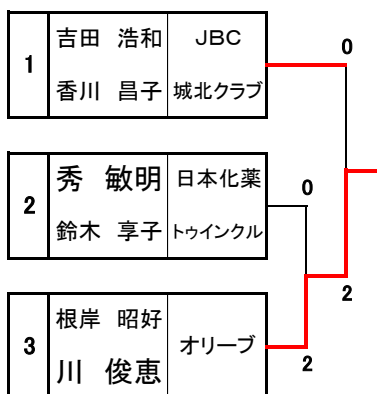 1 吉田 浩和 JBC 0
香川 昌子 城北クラブ
2 秀 敏明 日本化薬 0
鈴木 享子 トゥインクル
2
3 根岸 昭好 オリーブ
川 俊恵 2